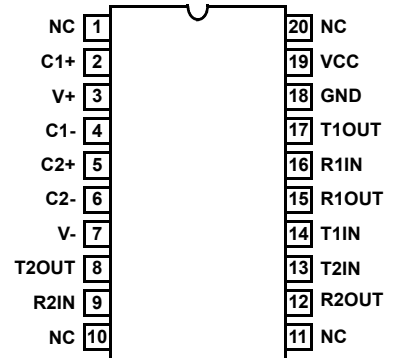 NC 1 20 NC
C1+ 2 19 VCC
V+ 3 18 GND
C1- 4 17 T1OUT
C2+ 5 16 R1IN
C2- 6 15 R1OUT
V- 7 14 T1IN
T2OUT 8 13 T2IN
R2IN 9 12 R2OUT
NC 10 11 NC